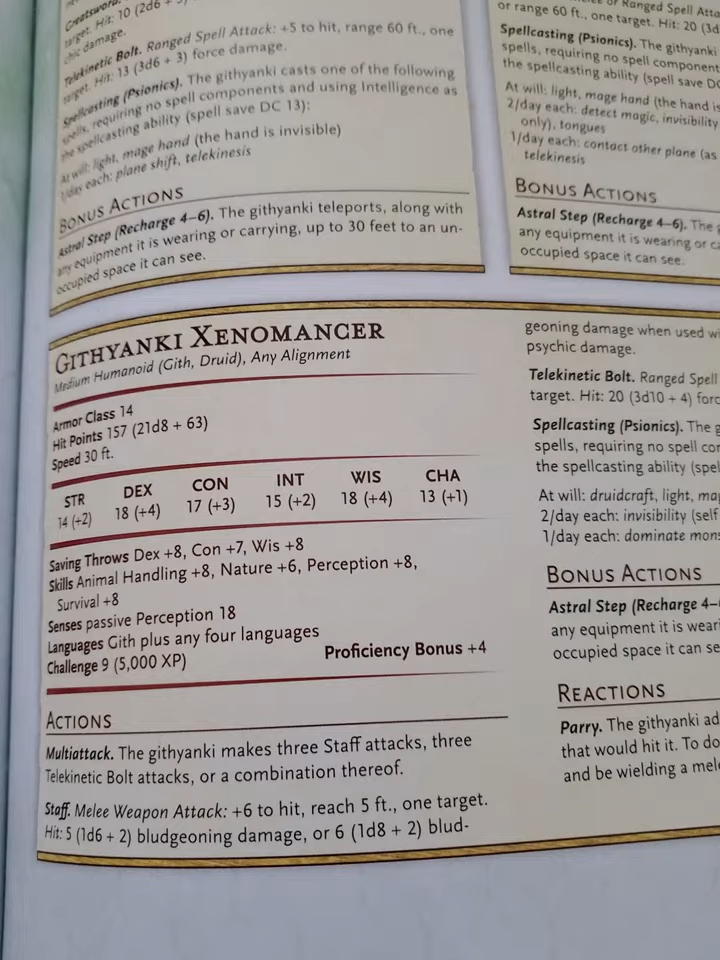 Greatsword.
target. Hit: 10 (2d6 +
chic damage.
Telekinetic Bolt. Ranged Spell Attack: +5 to hit, range 60 ft., one
target. Hit: 13 (3d6 + 3) force damage.
Spellcasting (Psionics). The githyanki casts one of the following
spells, requiring no spell components and using Intelligence as
the spellcasting ability (spell save DC 13):
At will: light, mage hand (the hand is invisible)
1/day each: plane shift, telekinesis
BONUS ACTIONS
Astral Step (Recharge 4–6). The githyanki teleports, along with
any equipment it is wearing or carrying, up to 30 feet to an un-
occupied space it can see.
of Ranged Spell Atta
or range 60 ft., one target. Hit: 20 (3d
Spellcasting (Psionics). The githyanki
spells, requiring no spell component
the spellcasting ability (spell save DC
At will: light, mage hand (the hand is
2/day each: detect magic, invisibility
only), tongues
1/day each: contact other plane (as
telekinesis
BONUS ACTIONS
Astral Step (Recharge 4–6). The g
any equipment it is wearing or ca
occupied space it can see.
GITHYANKI XENOMANCER
Medium Humanoid (Gith, Druid), Any Alignment
Armor Class 14
Hit Points 157 (21d8 + 63)
Speed 30 ft.
STR DEX CON INT WIS CHA
14 (+2) 18 (+4) 17 (+3) 15 (+2) 18 (+4) 13 (+1)
Saving Throws Dex +8, Con +7, Wis +8
Skills Animal Handling +8, Nature +6, Perception +8,
Survival +8
Senses passive Perception 18
Languages Gith plus any four languages
Challenge 9 (5,000 XP) Proficiency Bonus +4
ACTIONS
Multiattack. The githyanki makes three Staff attacks, three
Telekinetic Bolt attacks, or a combination thereof.
Staff. Melee Weapon Attack: +6 to hit, reach 5 ft., one target.
Hit: 5 (1d6 + 2) bludgeoning damage, or 6 (1d8 + 2) blud-
geoning damage when used wi
psychic damage.
Telekinetic Bolt. Ranged Spell
target. Hit: 20 (3d10 + 4) forc
Spellcasting (Psionics). The g
spells, requiring no spell cor
the spellcasting ability (spel
At will: druidcraft, light, ma
2/day each: invisibility (self
1/day each: dominate mons
BONUS ACTIONS
Astral Step (Recharge 4–
any equipment it is weari
occupied space it can se
REACTIONS
Parry. The githyanki ad
that would hit it. To do
and be wielding a mele